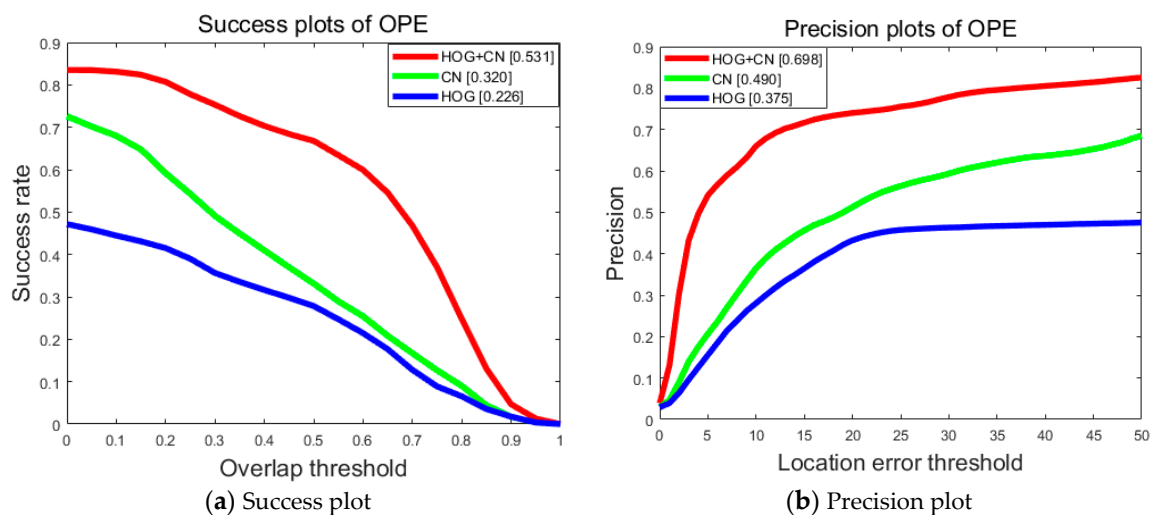 Success plots of OPE
0.9
0.8
0.7
0.6
0.5
0.4
0.3
0.2
0.1
0
Success rate
HOG+CN [0.531]
CN [0.320]
HOG [0.226]
0 0.1 0.2 0.3 0.4 0.5 0.6 0.7 0.8 0.9 1
Overlap threshold
(a) Success plot
Precision plots of OPE
0.9
0.8
0.7
0.6
0.5
0.4
0.3
0.2
0.1
0
Precision
HOG+CN [0.698]
CN [0.490]
HOG [0.375]
0 5 10 15 20 25 30 35 40 45 50
Location error threshold
(b) Precision plot